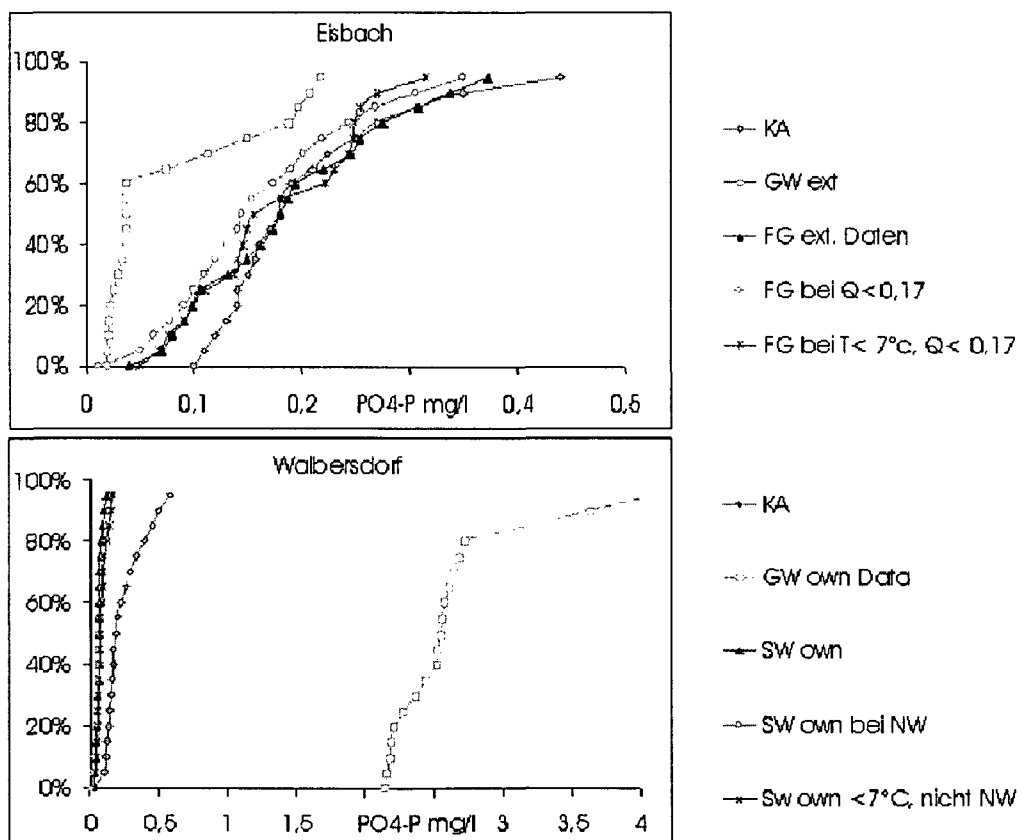 Eisbach
100%
80%
60%
40%
20%
0%
0 0,1 0,2 PO4-P mg/l 0,4 0,5
KA
GW ext
FG ext. Daten
FG bei Q<0,17
FG bei T< 7°c, Q< 0,17
Walbersdorf
100%
80%
60%
40%
20%
0%
0 0,5 1 1,5 PO4-P mg/l 3 3,5 4
KA
GW own Data
SW own
SW own bei NW
Sw own <7°C, nicht NW